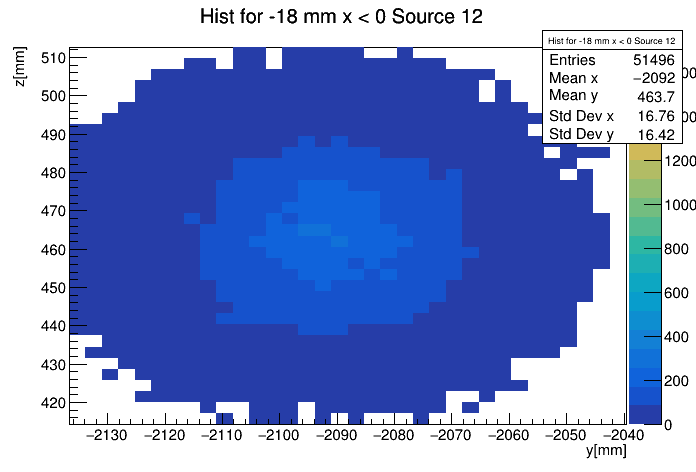 Hist for -18 mm x < 0 Source 12
Hist for -18 mm x < 0 Source 12
Entries 51496
Mean x −2092
Mean y 463.7
Std Dev x 16.76
Std Dev y 16.42
z[mm]
510
500
490
480
470
460
450
440
430
420
−2130 −2120 −2110 −2100 −2090 −2080 −2070 −2060 −2050 −2040
y[mm]
1200
1000
800
600
400
200
0